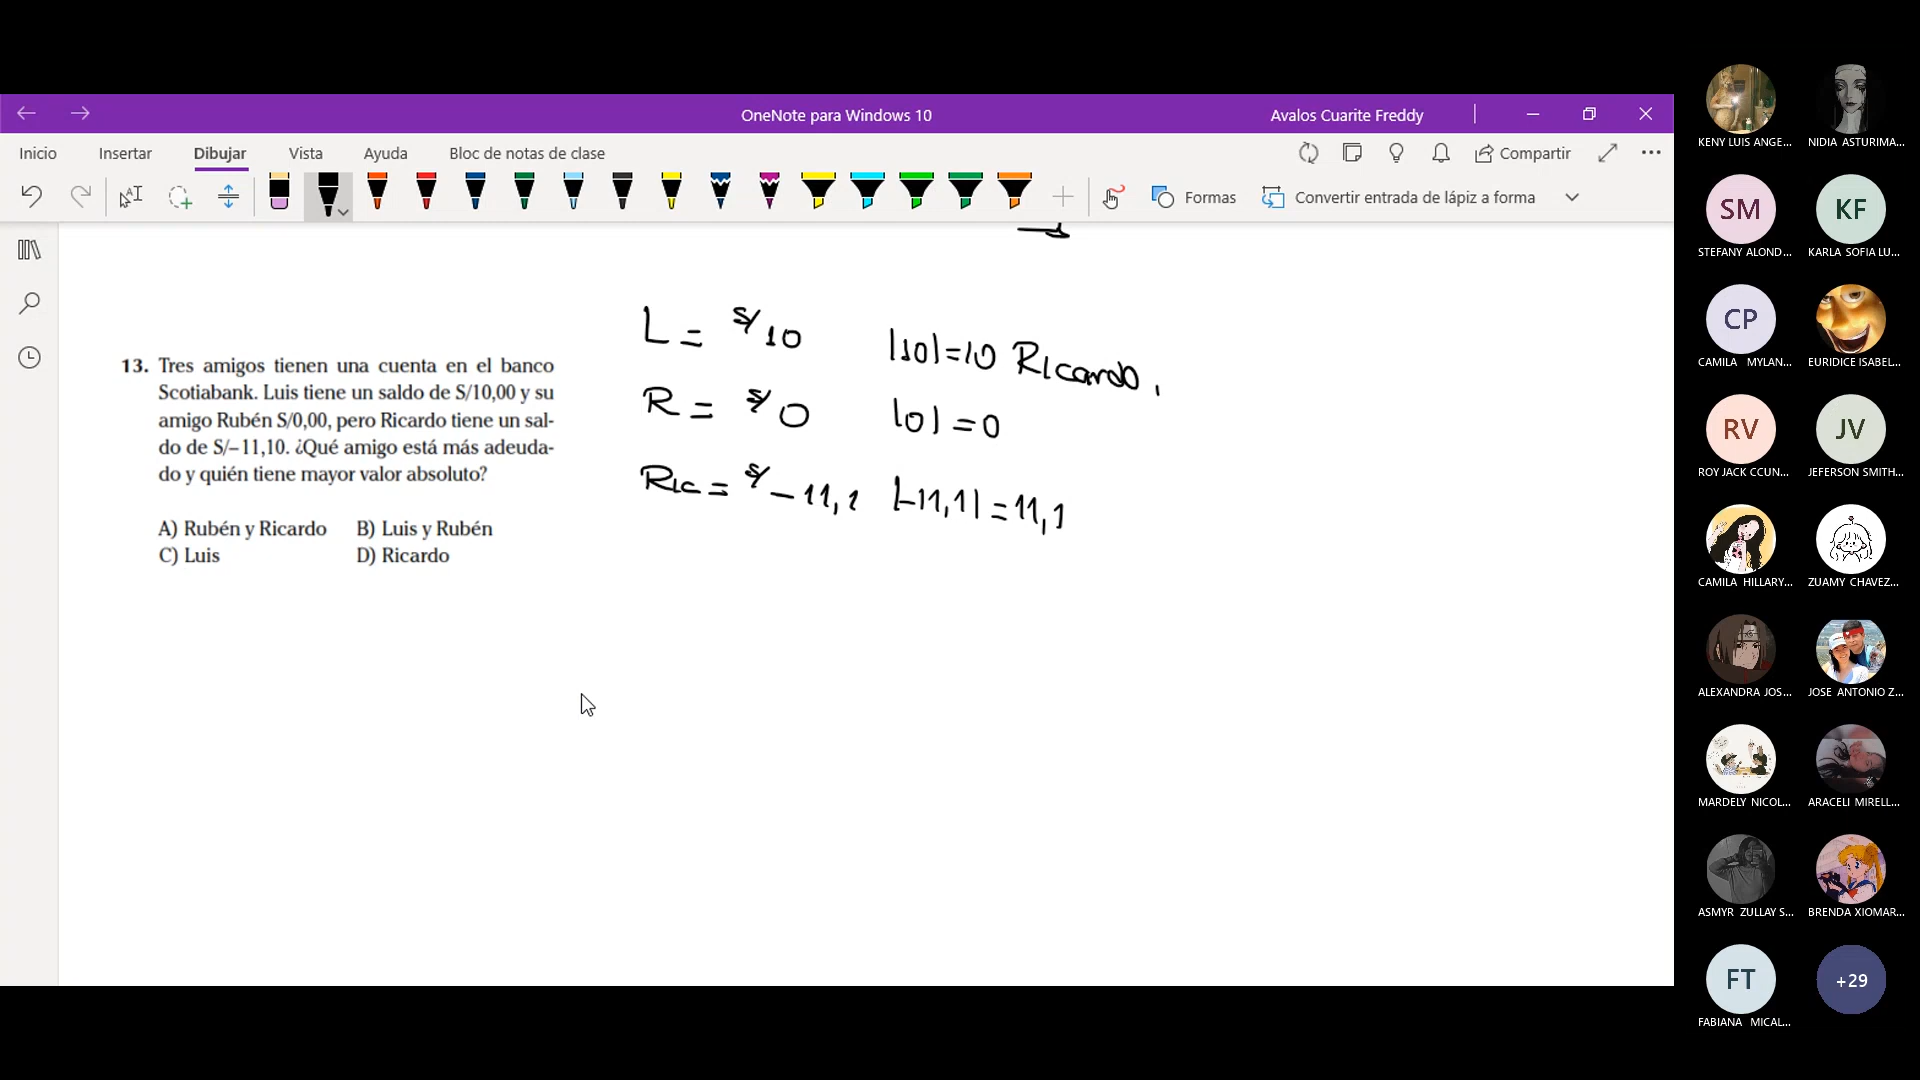 OneNote para Windows 10
Avalos Cuarite Freddy
Inicio Insertar Dibujar Vista Ayuda Bloc de notas de clase
Compartir
Formas
Convertir entrada de lápiz a forma
13. Tres amigos tienen una cuenta en el banco
Scotiabank. Luis tiene un saldo de S/10,00 y su
amigo Rubén S/0,00, pero Ricardo tiene un sal-
do de S/–11,10. ¿Qué amigo está más adeuda-
do y quién tiene mayor valor absoluto?
A) Rubén y Ricardo B) Luis y Rubén
C) Luis D) Ricardo
L = S/10 |10|=10 Ricardo.
R = S/0 |0|=0
Ric = S/-11,1 |-11,1|=11,1
KENY LUIS ANGE... NIDIA ASTURIMA...
SM KF
STEFANY ALOND... KARLA SOFIA LU...
CP
CAMILA MYLAN... EURIDICE ISABEL...
RV JV
ROY JACK CCUN... JEFERSON SMITH...
CAMILA HILLARY... ZUAMY CHAVEZ...
ALEXANDRA JOS... JOSE ANTONIO Z...
MARDELY NICOL... ARACELI MIRELL...
ASMYR ZULLAY S... BRENDA XIOMAR...
FT +29
FABIANA MICAL...